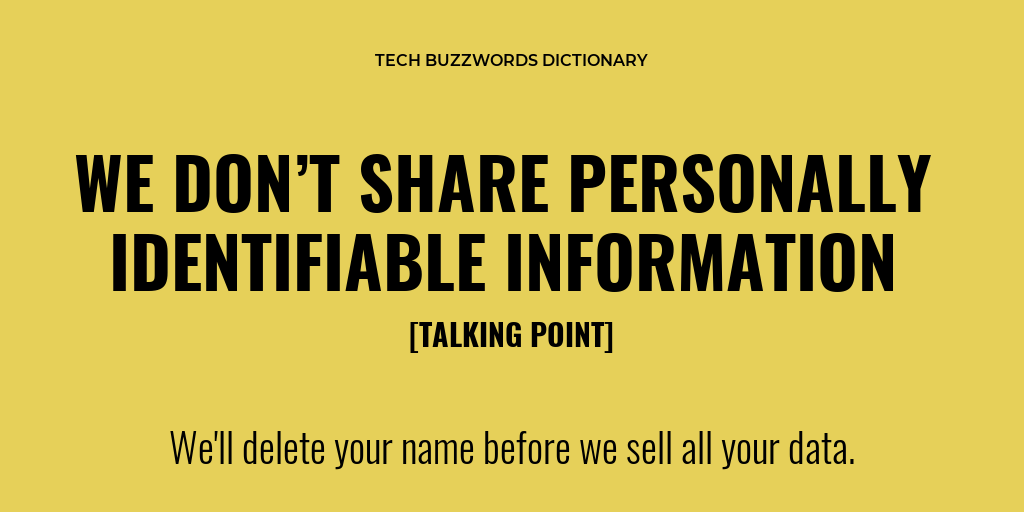 TECH BUZZWORDS DICTIONARY
WE DON’T SHARE PERSONALLY
IDENTIFIABLE INFORMATION
[TALKING POINT]
We'll delete your name before we sell all your data.